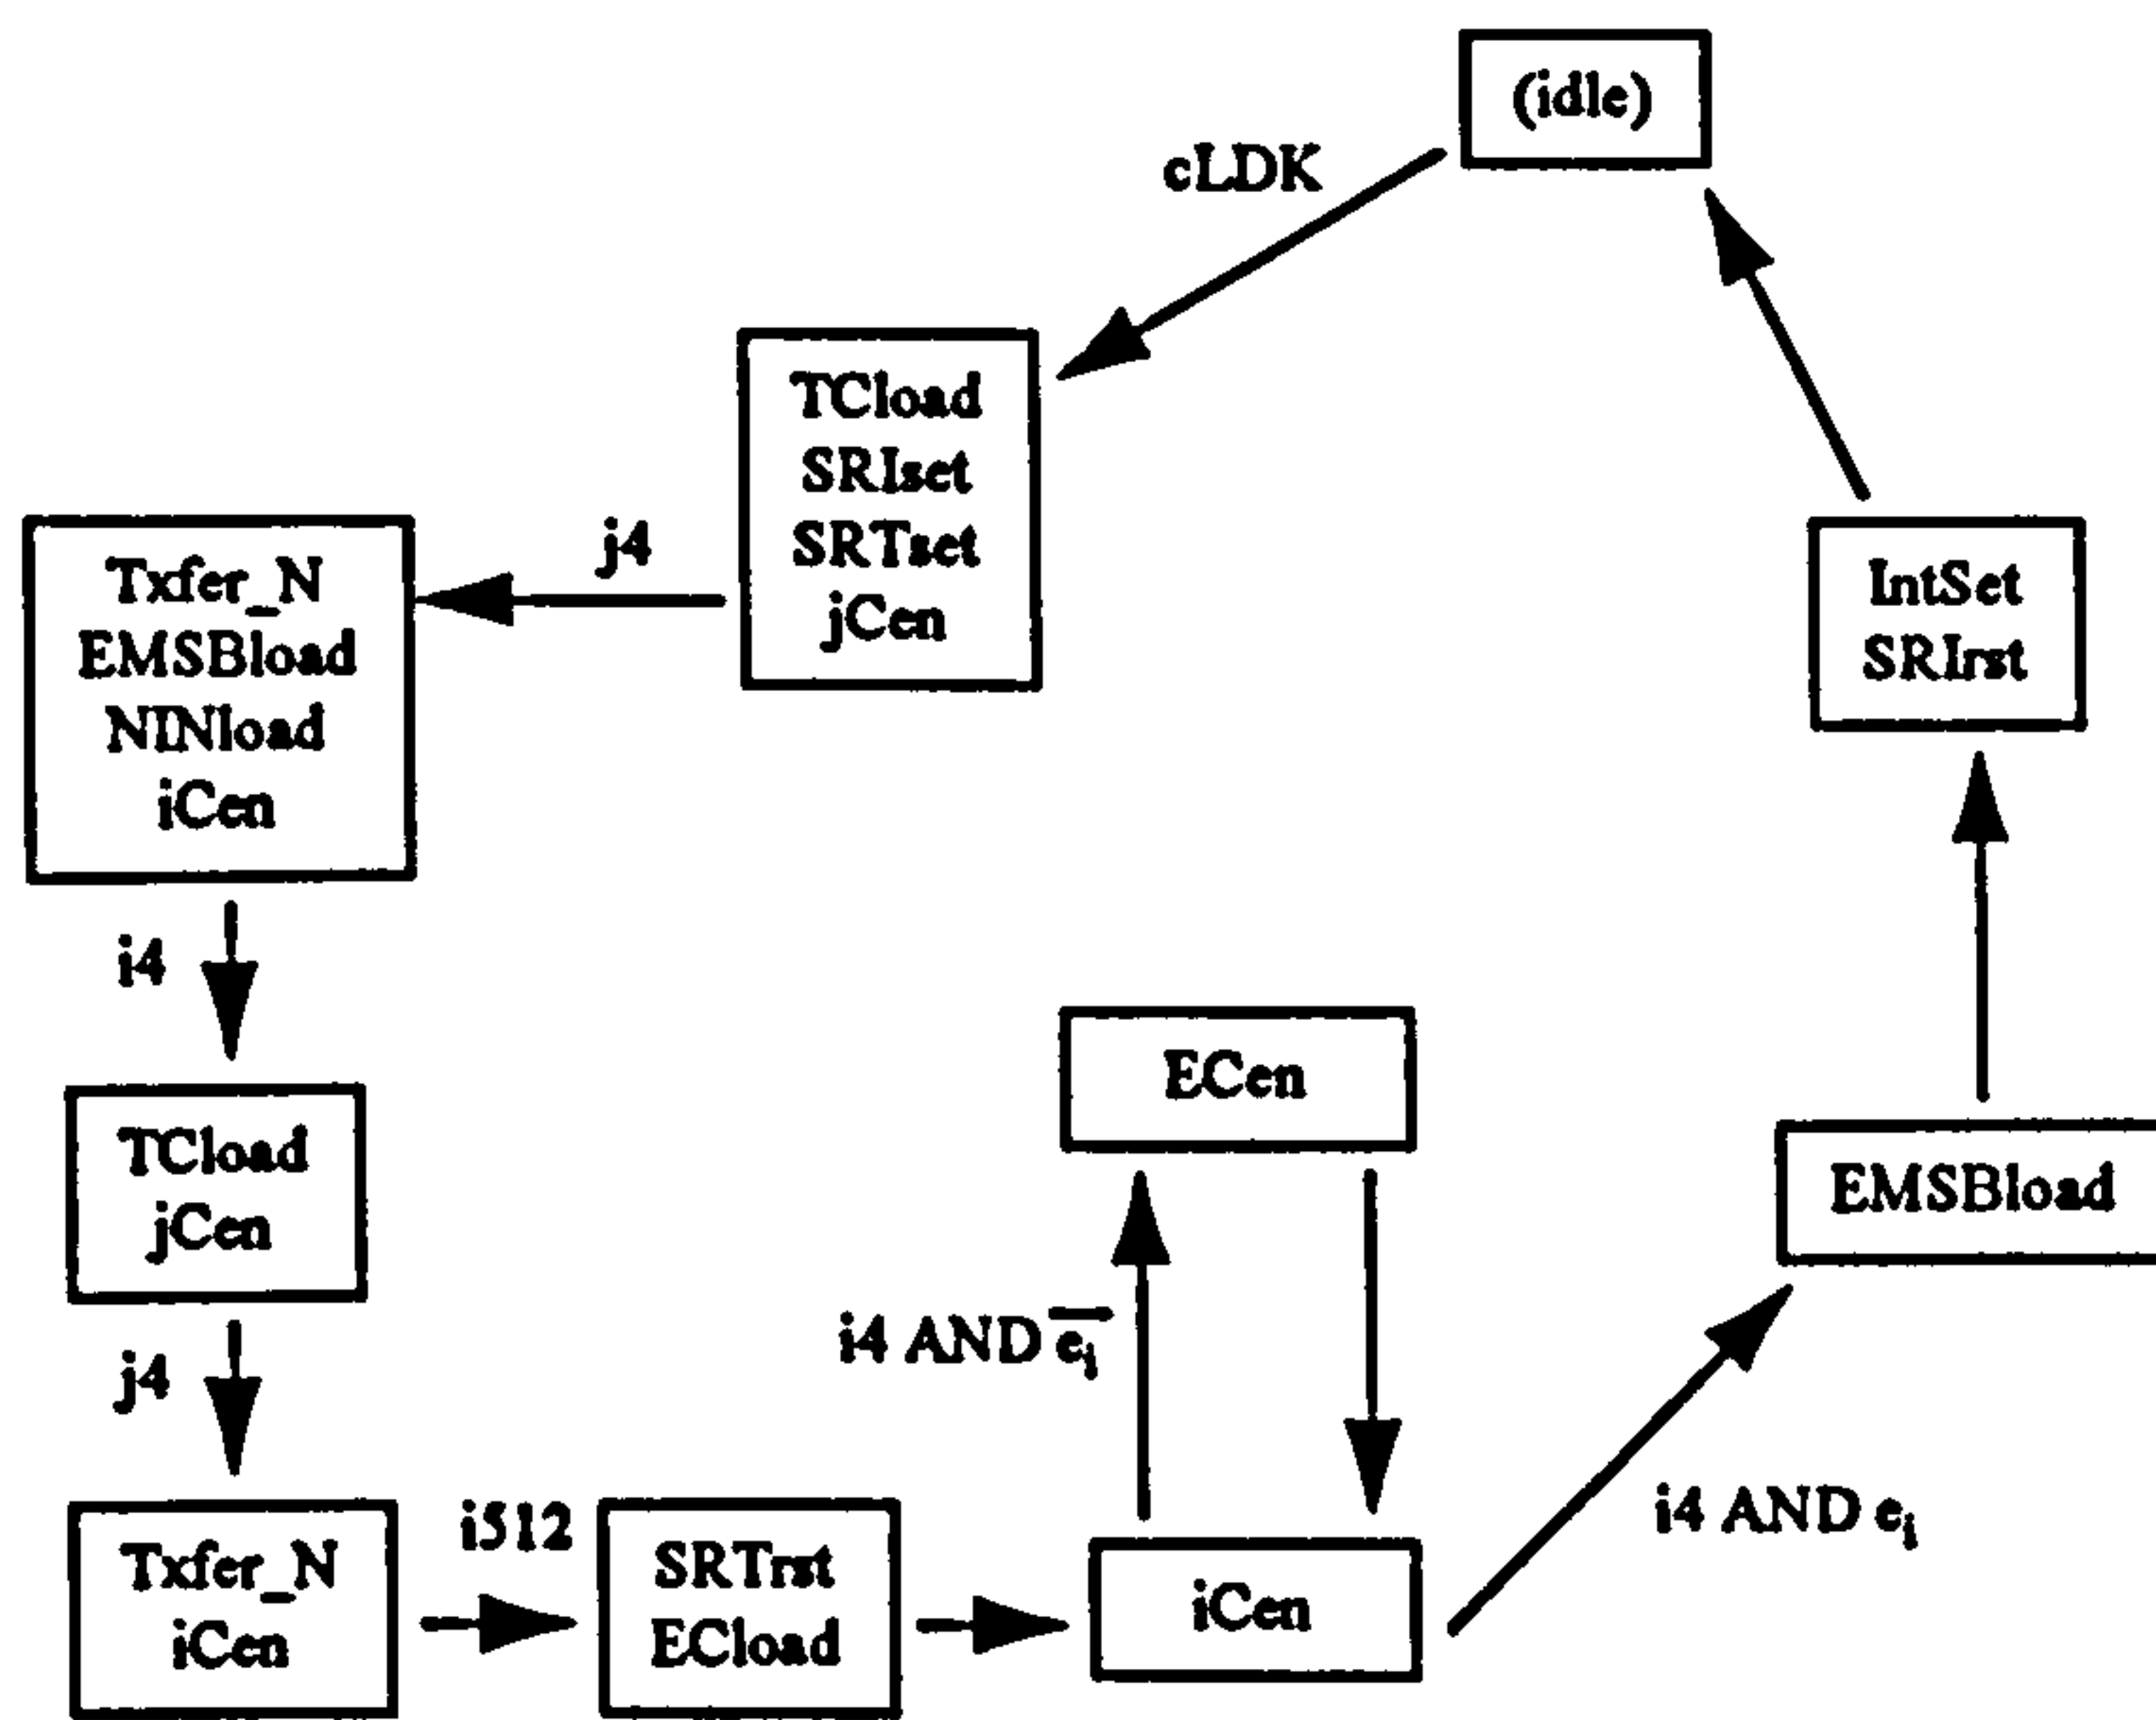 (idle)
cLDK
TCload
SRIset
SRTset
jCen
j4
Txfer_N
EMSBload
NINload
iCen
i4
IntSet
SRIrst
ECen
TCload
jCen
EMSBload
i4 AND e̅ᵢ
j4
i4 AND eᵢ
i512
Txfer_N
iCen
SRTrst
ECload
iCen